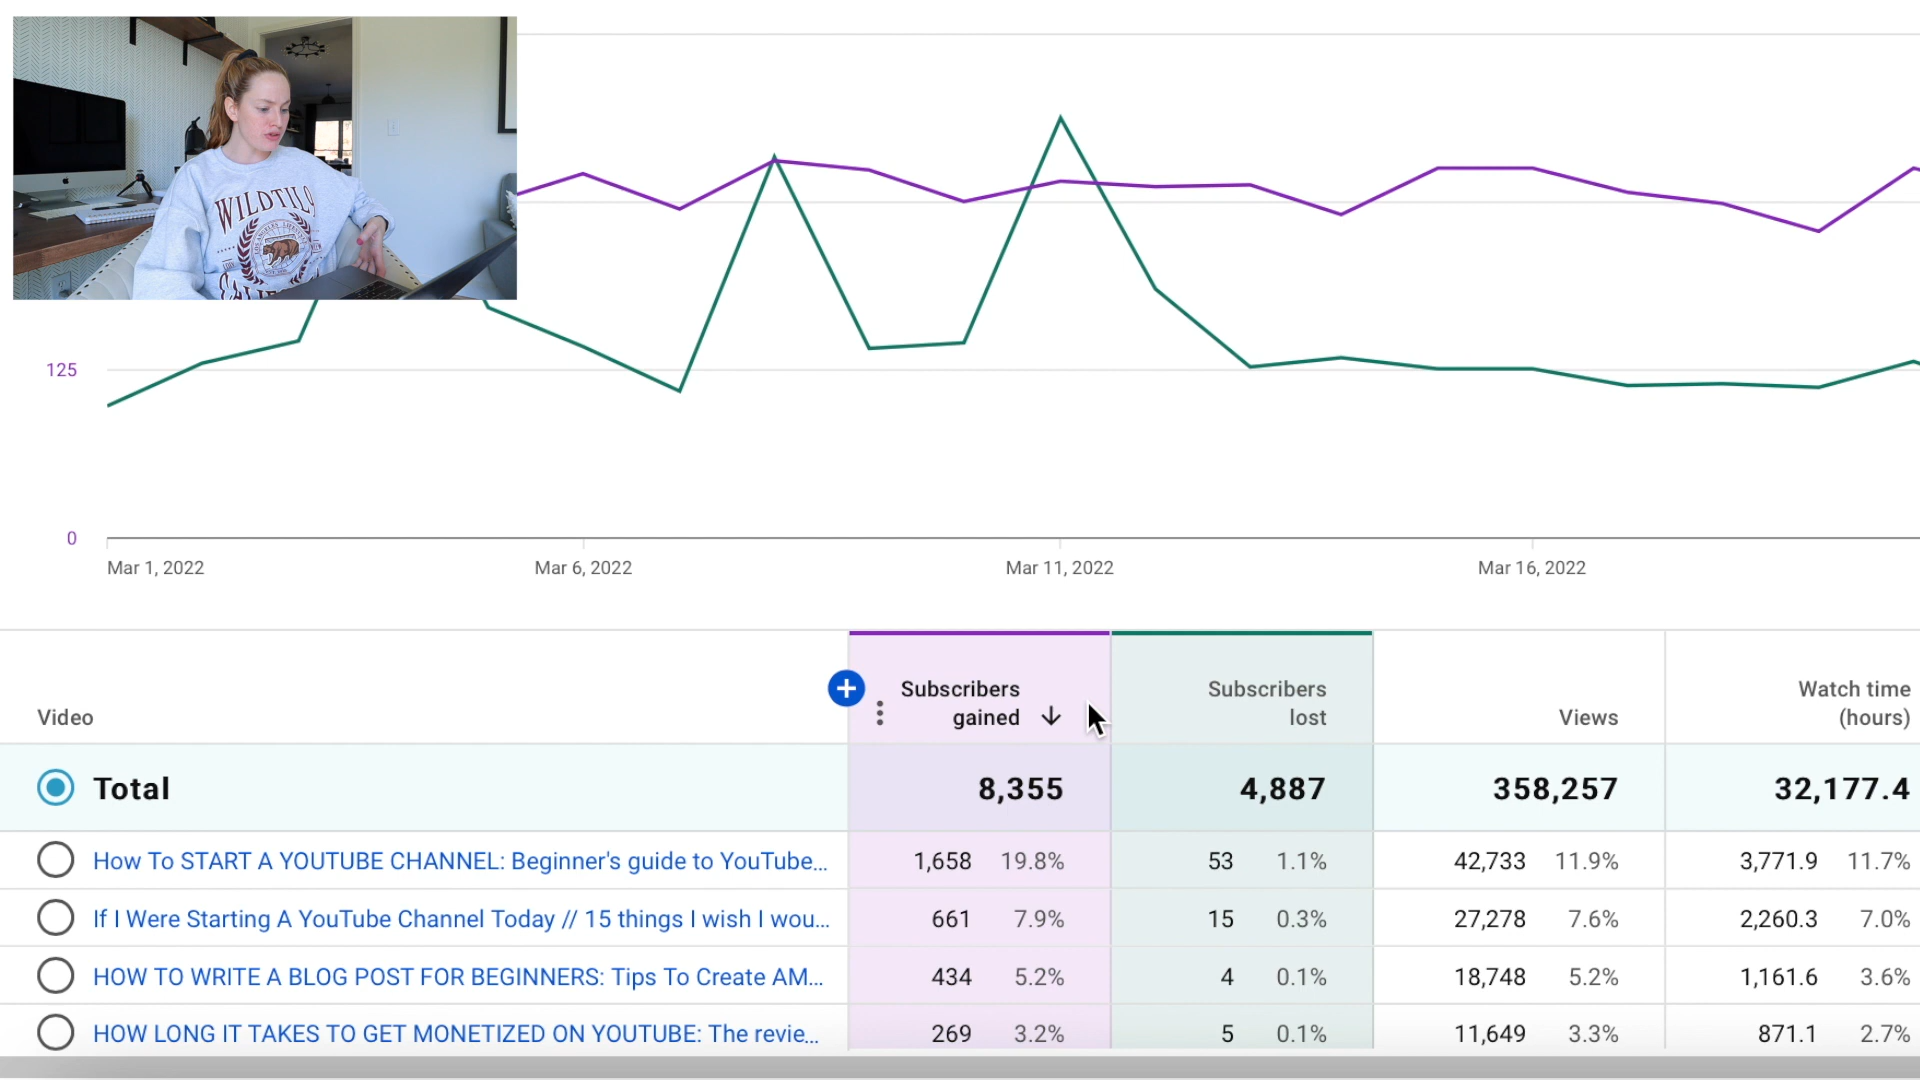 WILDTIL
CALIF
125
0
Mar 1, 2022
Mar 6, 2022
Mar 11, 2022
Mar 16, 2022
Video
Subscribers
gained
Subscribers
lost
Views
Watch time
(hours)
Total 8,355 4,887 358,257 32,177.4
How To START A YOUTUBE CHANNEL: Beginner's guide to YouTube... 1,658 19.8% 53 1.1% 42,733 11.9% 3,771.9 11.7%
If I Were Starting A YouTube Channel Today // 15 things I wish I wou... 661 7.9% 15 0.3% 27,278 7.6% 2,260.3 7.0%
HOW TO WRITE A BLOG POST FOR BEGINNERS: Tips To Create AM... 434 5.2% 4 0.1% 18,748 5.2% 1,161.6 3.6%
HOW LONG IT TAKES TO GET MONETIZED ON YOUTUBE: The revie... 269 3.2% 5 0.1% 11,649 3.3% 871.1 2.7%